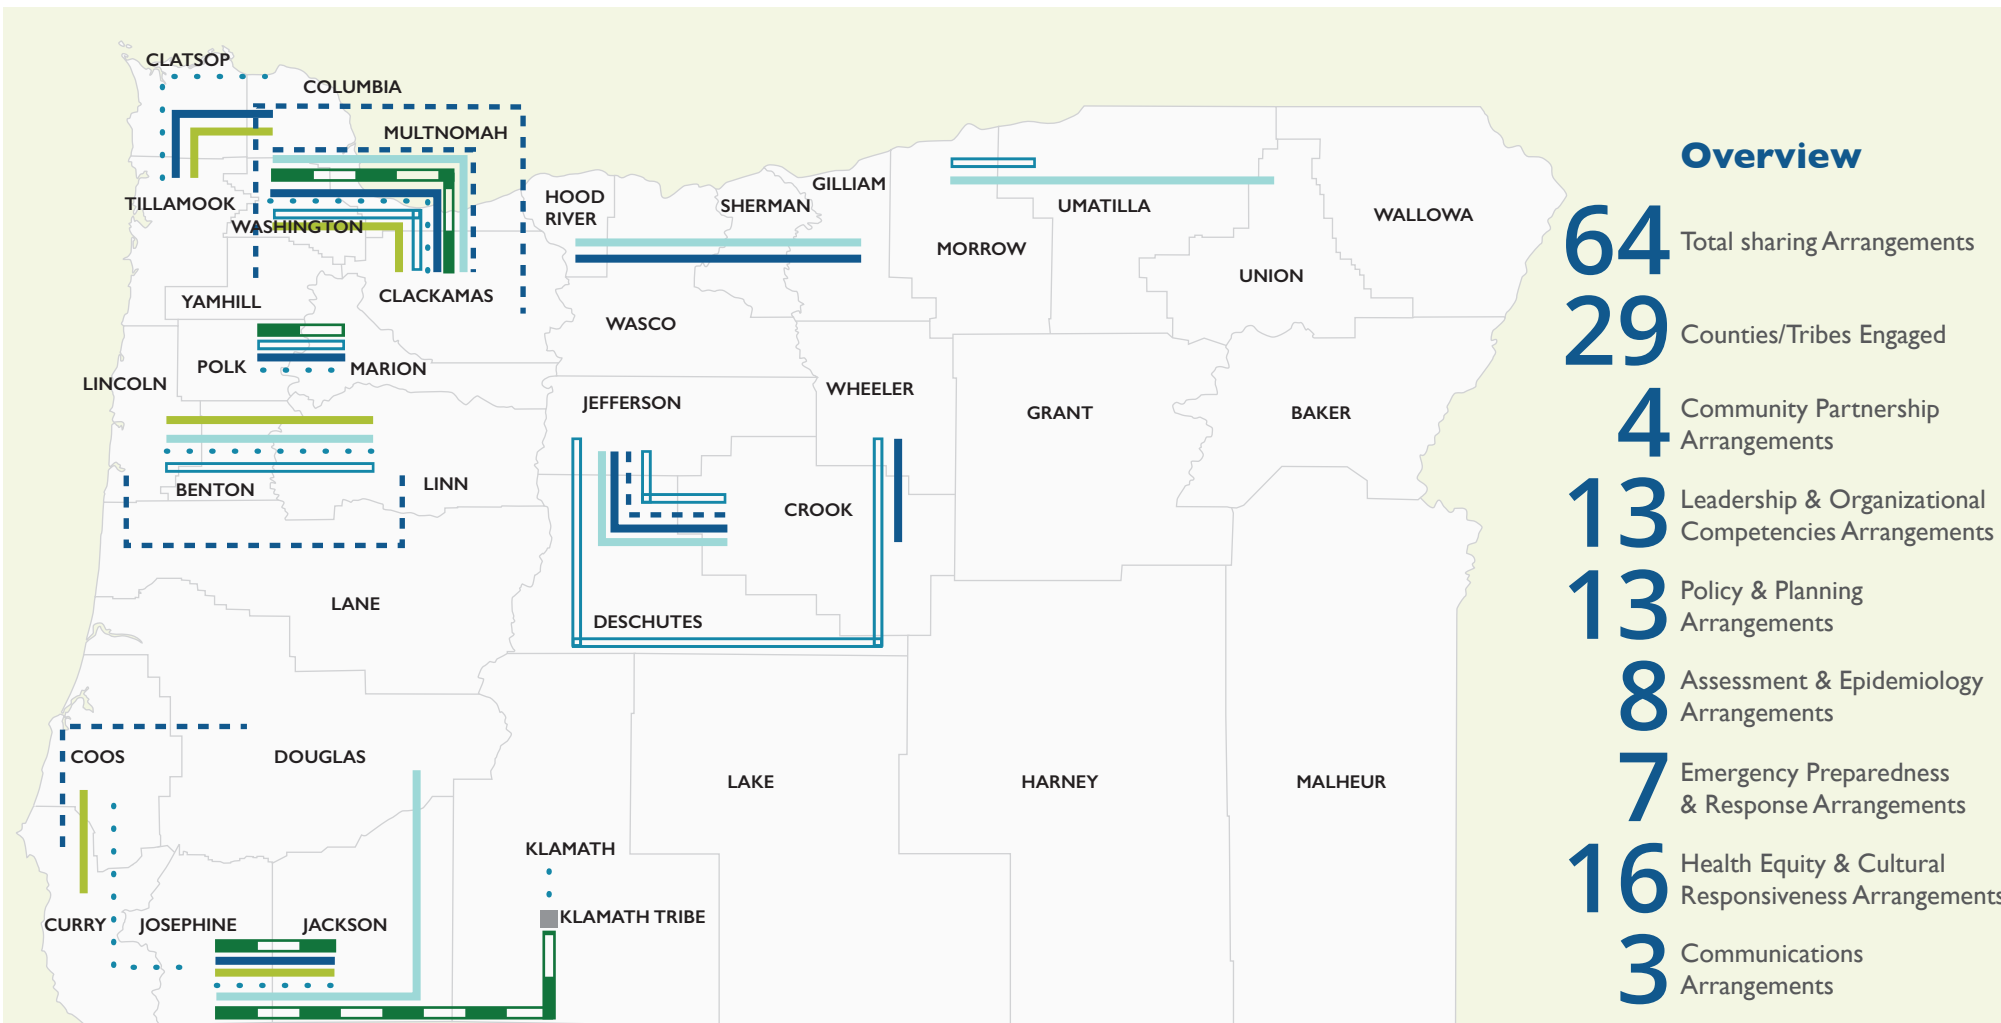 CLATSOP
COLUMBIA
MULTNOMAH
TILLAMOOK
WASHINGTON
HOOD
RIVER
SHERMAN
GILLIAM
UMATILLA
WALLOWA
MORROW
UNION
YAMHILL
CLACKAMAS
WASCO
POLK
MARION
LINCOLN
JEFFERSON
WHEELER
GRANT
BAKER
BENTON
LINN
CROOK
LANE
DESCHUTES
COOS
DOUGLAS
LAKE
HARNEY
MALHEUR
KLAMATH
KLAMATH TRIBE
CURRY
JOSEPHINE
JACKSON
Overview
64 Total sharing Arrangements
29 Counties/Tribes Engaged
4 Community Partnership
Arrangements
13 Leadership & Organizational
Competencies Arrangements
13 Policy & Planning
Arrangements
8 Assessment & Epidemiology
Arrangements
7 Emergency Preparedness
& Response Arrangements
16 Health Equity & Cultural
Responsiveness Arrangements
3 Communications
Arrangements